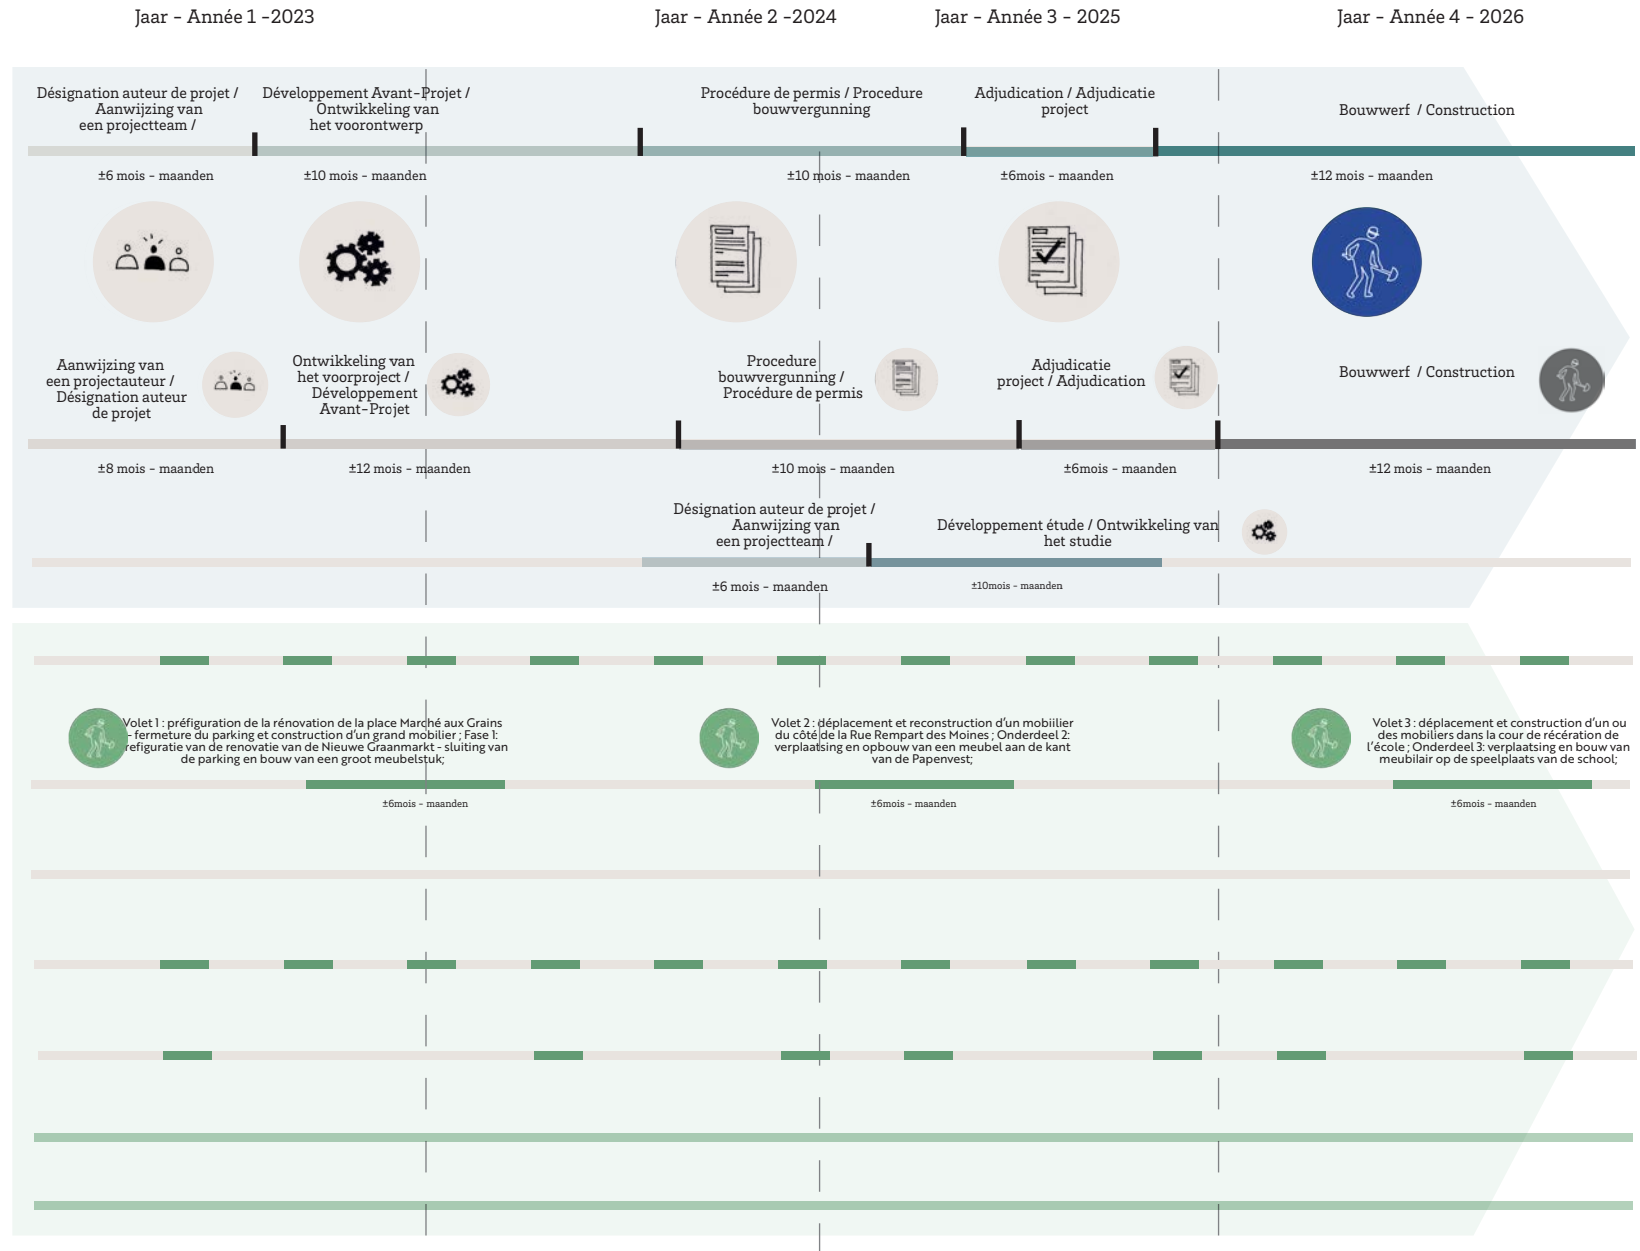 Jaar - Année 1 -2023
Jaar - Année 2 -2024
Jaar - Année 3 - 2025
Jaar - Année 4 - 2026
Désignation auteur de projet /
Aanwijzing van
een projectteam /
Développement Avant-Projet /
Ontwikkeling van
het voorontwerp
Procédure de permis / Procedure
bouwvergunning
Adjudication / Adjudicatie
project
Bouwwerf / Construction
±6 mois - maanden
±10 mois - maanden
±10 mois - maanden
±6mois - maanden
±12 mois - maanden
Aanwijzing van
een projectauteur /
Désignation auteur
de projet
Ontwikkeling van
het voorproject /
Développement
Avant-Projet
Procedure
bouwvergunning /
Procédure de permis
Adjudicatie
project / Adjudication
Bouwwerf / Construction
±8 mois - maanden
±12 mois - maanden
±10 mois - maanden
±6mois - maanden
±12 mois - maanden
Désignation auteur de projet /
Aanwijzing van
een projectteam /
Développement étude / Ontwikkeling van
het studie
±6 mois - maanden
±10mois - maanden
Volet 1 : préfiguration de la rénovation de la place Marché aux Grains
- fermeture du parking et construction d'un grand mobilier ; Fase 1:
refiguratie van de renovatie van de Nieuwe Graanmarkt - sluiting van
de parking en bouw van een groot meubelstuk;
Volet 2 : déplacement et reconstruction d'un mobiilier
du côté de la Rue Rempart des Moines ; Onderdeel 2:
verplaatsing en opbouw van een meubel aan de kant
van de Papenvest;
Volet 3 : déplacement et construction d'un ou
des mobiliers dans la cour de récération de
l'école ; Onderdeel 3: verplaatsing en bouw van
meubilair op de speelplaats van de school;
±6mois - maanden
±6mois - maanden
±6mois - maanden